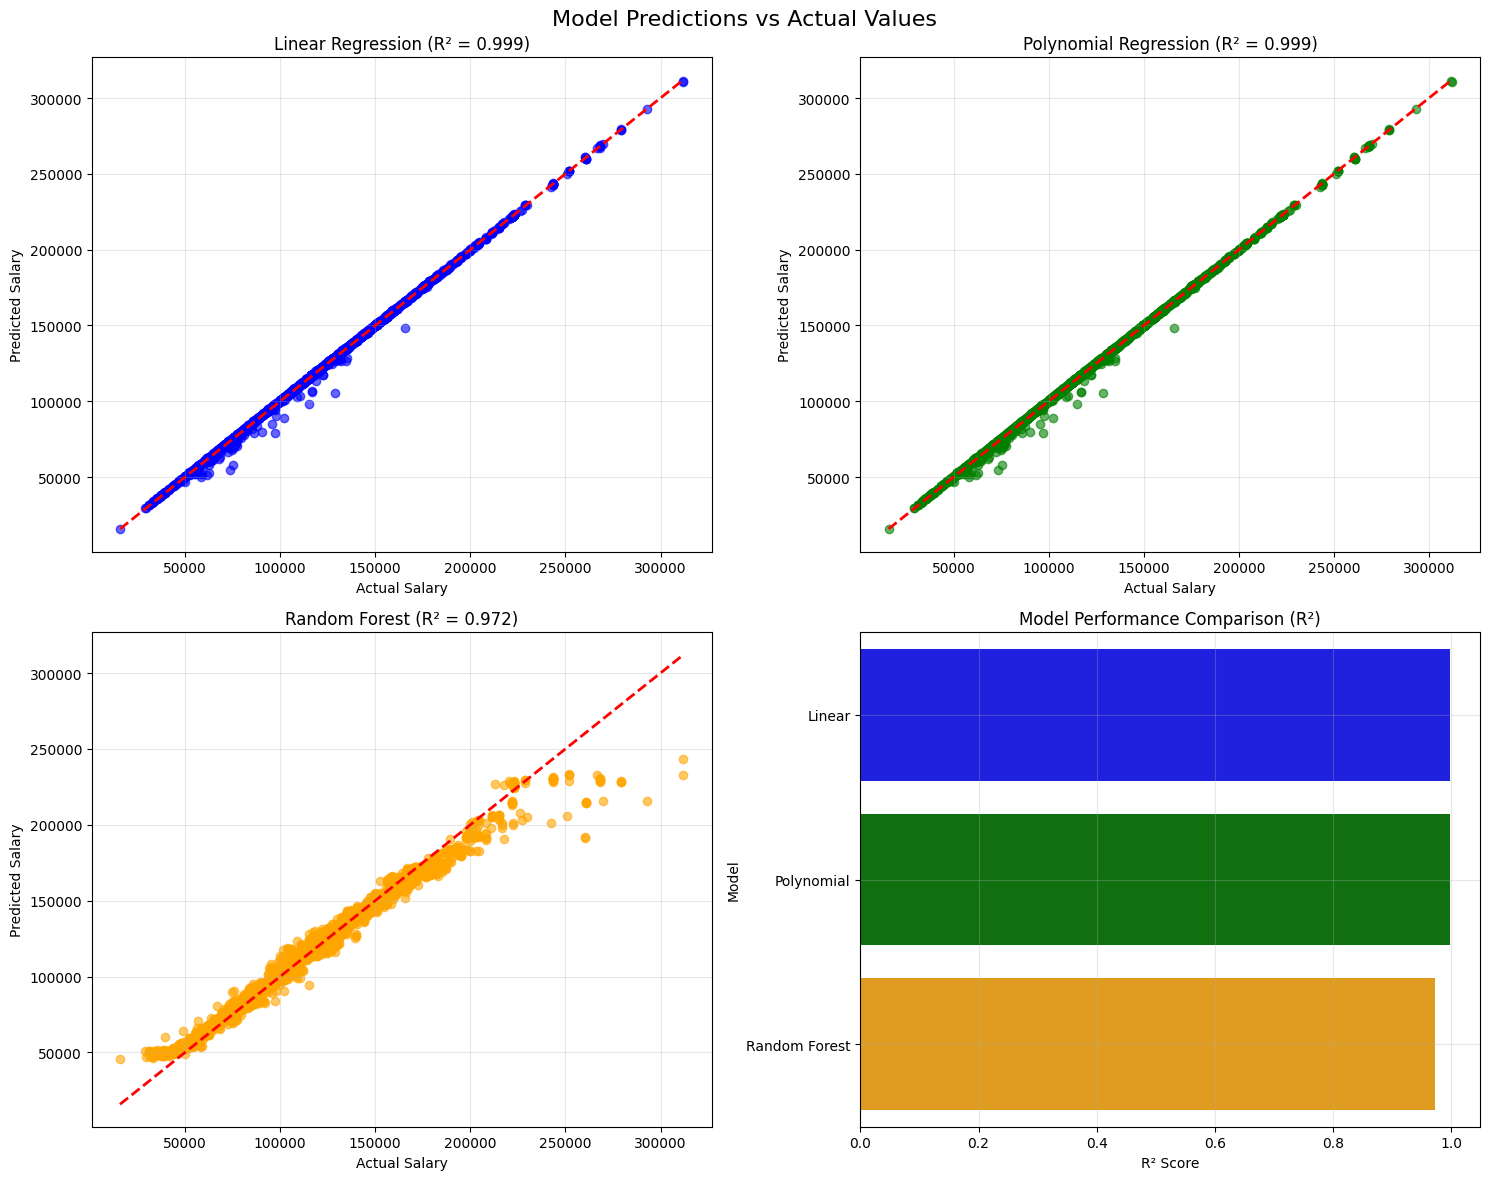 Model Predictions vs Actual Values
Linear Regression (R² = 0.999)
Predicted Salary
300000
250000
200000
150000
100000
50000
50000 100000 150000 200000 250000 300000
Actual Salary
Polynomial Regression (R² = 0.999)
Predicted Salary
300000
250000
200000
150000
100000
50000
50000 100000 150000 200000 250000 300000
Actual Salary
Random Forest (R² = 0.972)
Predicted Salary
300000
250000
200000
150000
100000
50000
50000 100000 150000 200000 250000 300000
Actual Salary
Model Performance Comparison (R²)
Model
Linear
Polynomial
Random Forest
0.0 0.2 0.4 0.6 0.8 1.0
R² Score